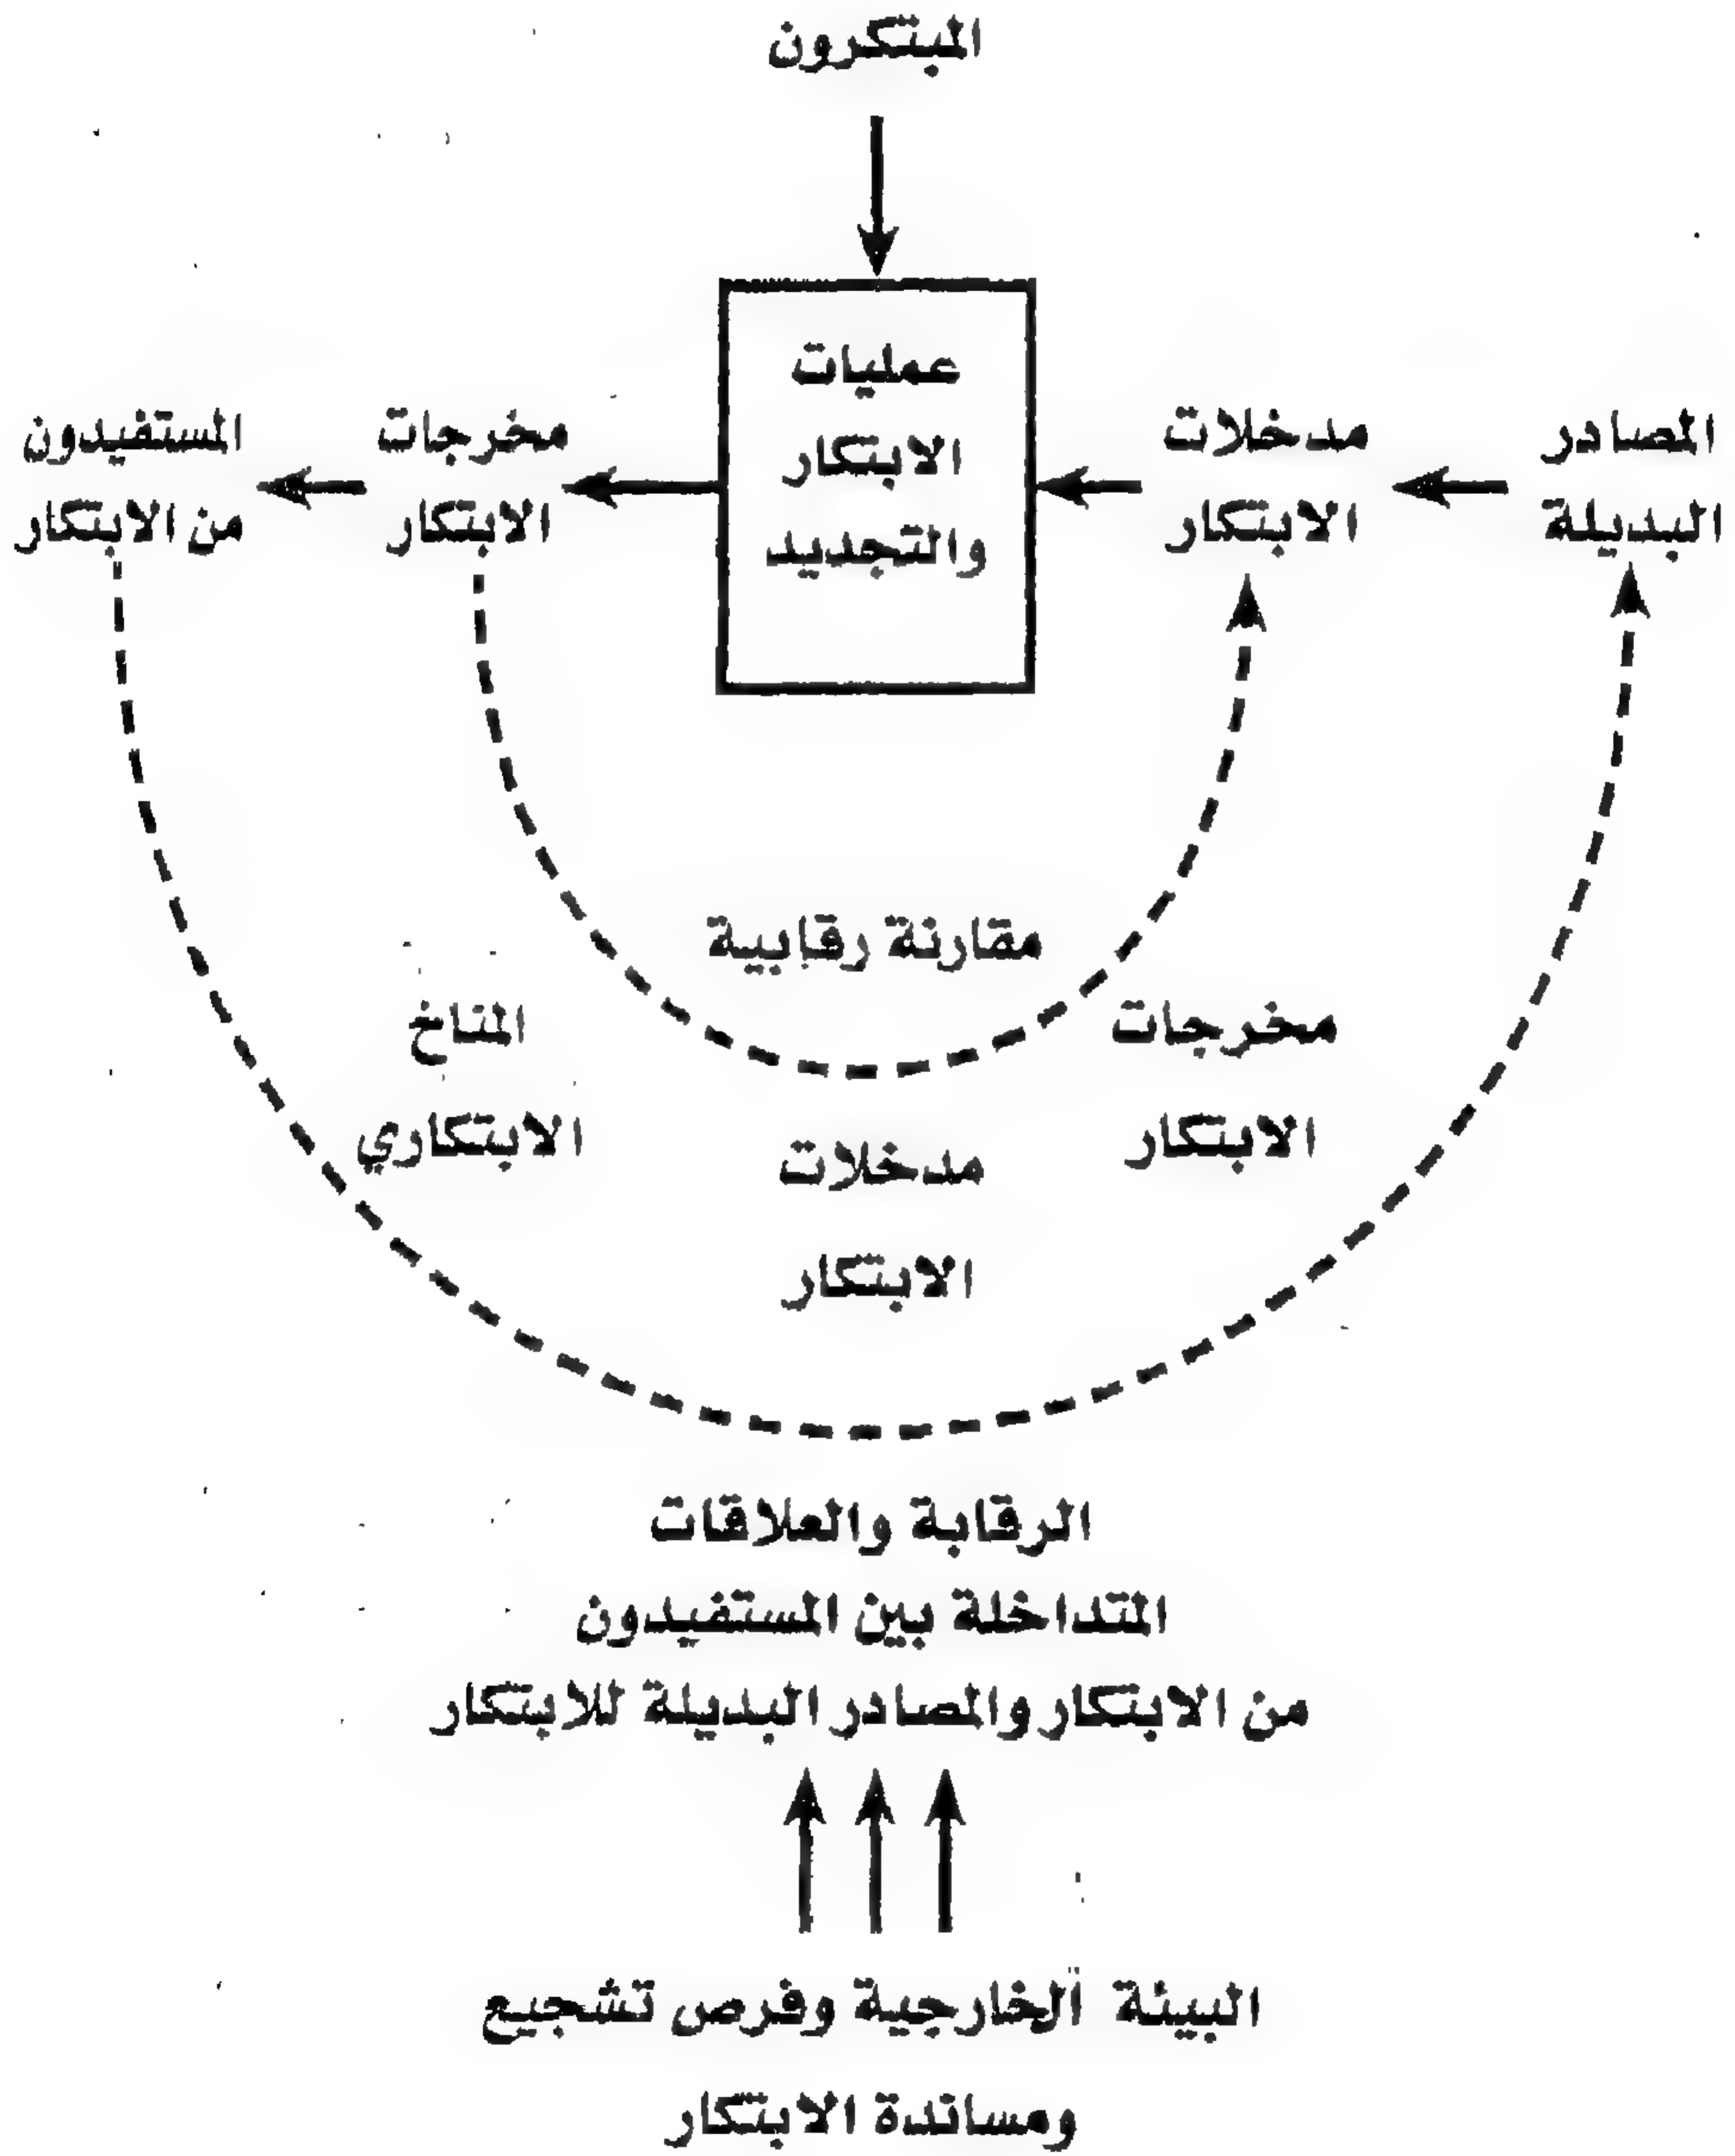 المبتكرون
المصادر
البديلة
مدخلات
الابتكار
عمليات
الابتكار
والتجديد
مخرجات
الابتكار
المستفيدون
من الابتكار
مقارنة رقابية
مخرجات
الابتكار
مدخلات
الابتكار
المناخ
الابتكاري
الرقابة والعلاقات
المتداخلة بين المستفيدون
من الابتكار والمصادر البديلة للابتكار
البيئة الخارجية وفرص تشجيع
ومساندة الابتكار